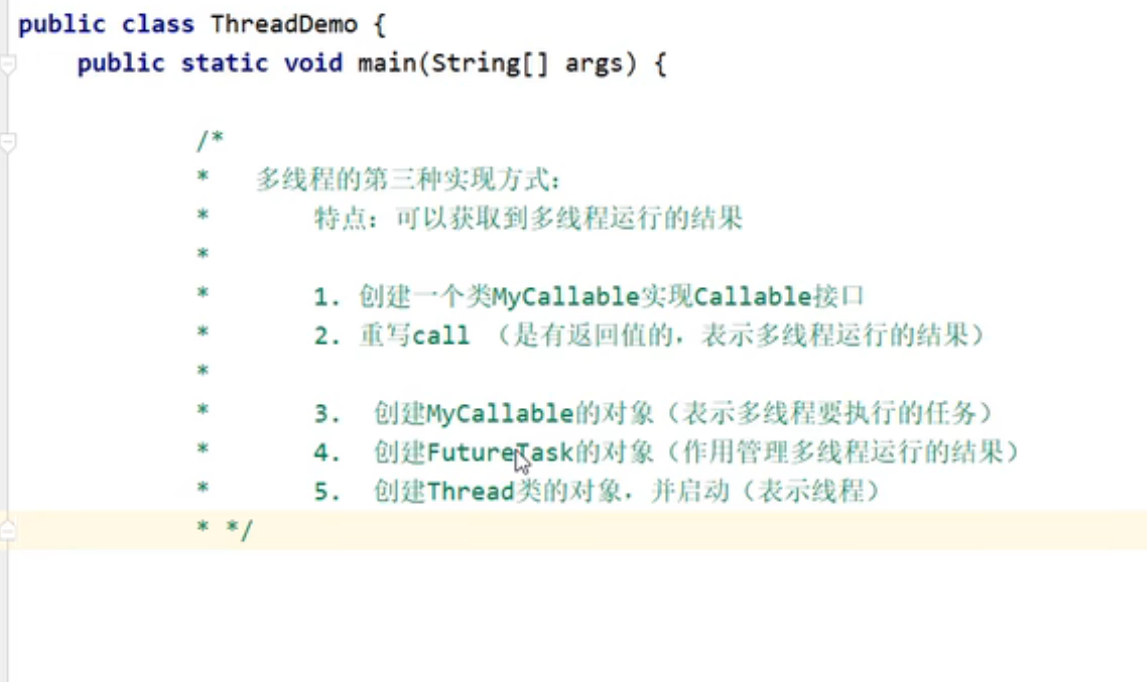 public class ThreadDemo {
public static void main(String[] args) {
/*
* 多线程的第三种实现方式:
* 特点：可以获取到多线程运行的结果
*
* 1. 创建一个类MyCallable实现Callable接口
* 2. 重写call （是有返回值的，表示多线程运行的结果）
*
* 3. 创建MyCallable的对象（表示多线程要执行的任务）
* 4. 创建FutureTask的对象（作用管理多线程运行的结果）
* 5. 创建Thread类的对象，并启动（表示线程）
* */